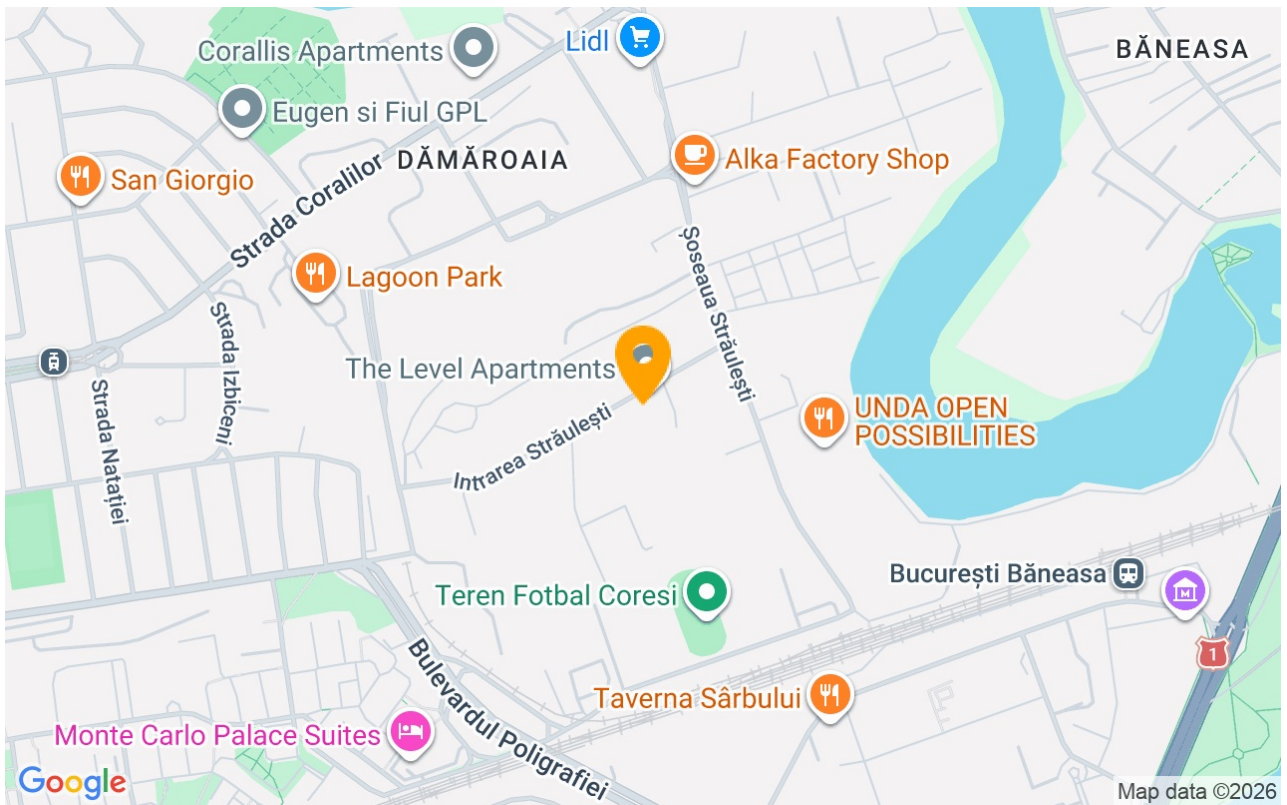 Corallis Apartments
Lidl
BĂNEASA
Eugen si Fiul GPL
DĂMĂROAIA
Alka Factory Shop
San Giorgio
Strada Coralilor
Lagoon Park
Șoseaua Străulești
Strada Izbiceni
The Level Apartments
Strada Natației
Intrarea Străulești
UNDA OPEN
POSSIBILITIES
București Băneasa
M
Teren Fotbal Coresi
1
Bulevardul Poligrafiei
Taverna Sârbului
Monte Carlo Palace Suites
Google
Map data ©2026